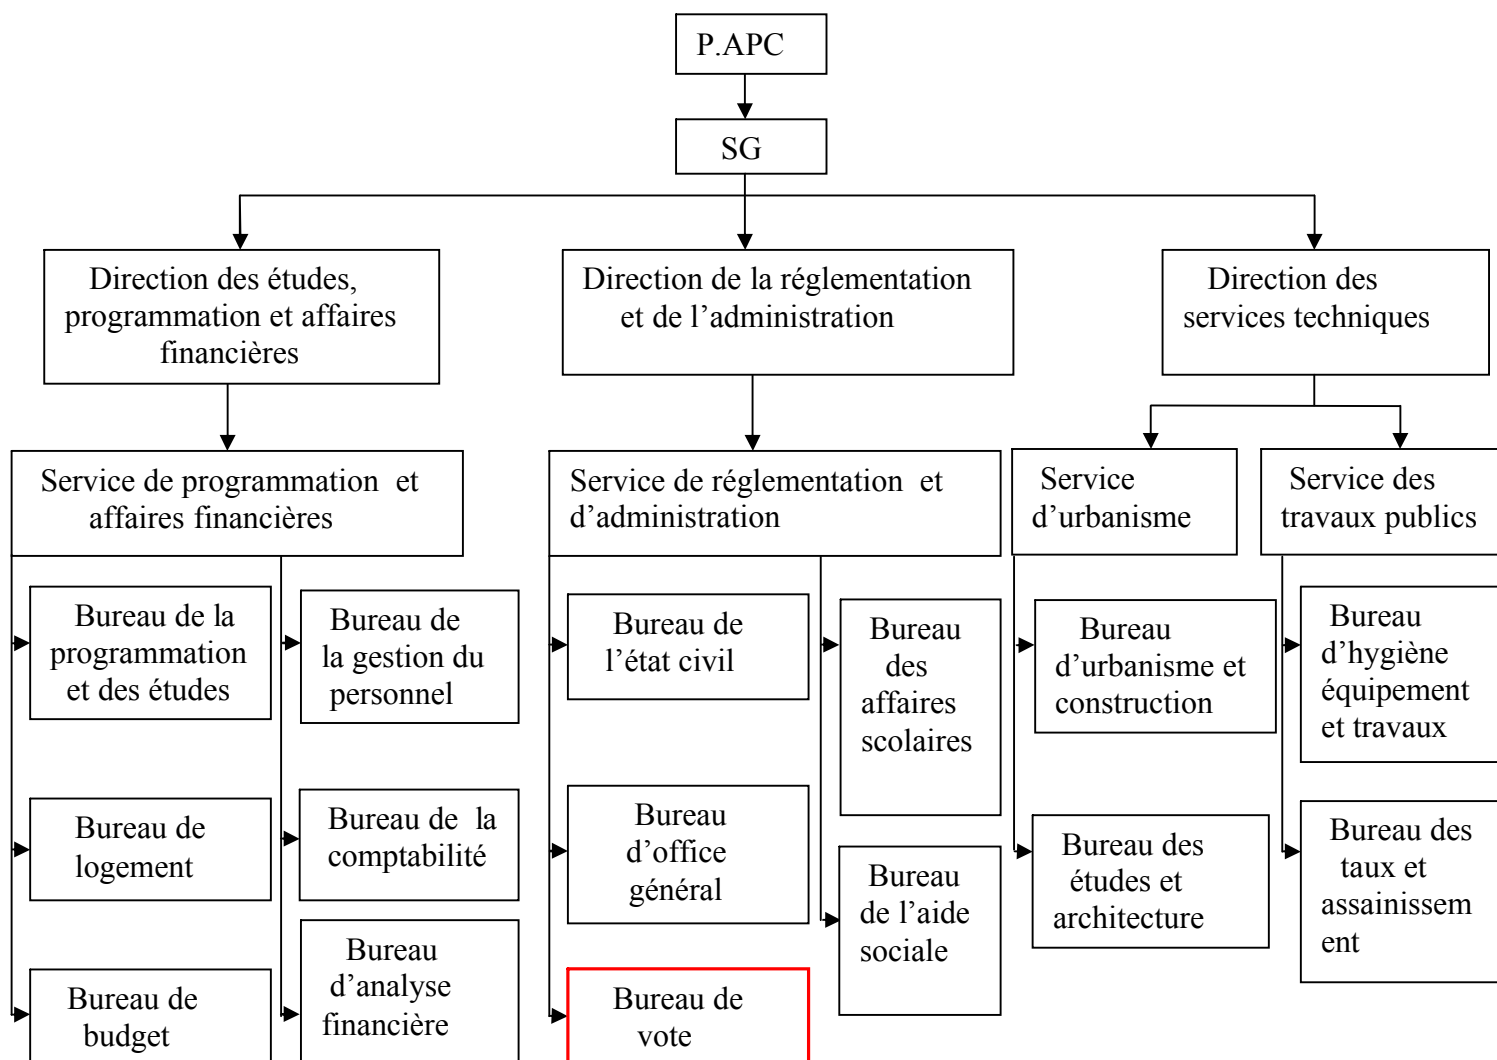 P.APC
SG
Direction des études,
programmation et affaires
financières
Direction de la réglementation
et de l’administration
Direction des
services techniques
Service de programmation et
affaires financières
Service de réglementation et
d’administration
Service
d’urbanisme
Service des
travaux publics
Bureau de la
programmation
et des études
Bureau de
la gestion du
personnel
Bureau de
l’état civil
Bureau
des
affaires
scolaires
Bureau
d’urbanisme et
construction
Bureau
d’hygiène
équipement
et travaux
Bureau de
logement
Bureau de la
comptabilité
Bureau
d’office
général
Bureau
de l’aide
sociale
Bureau des
études et
architecture
Bureau des
taux et
assainissem
ent
Bureau de
budget
Bureau
d’analyse
financière
Bureau de
vote